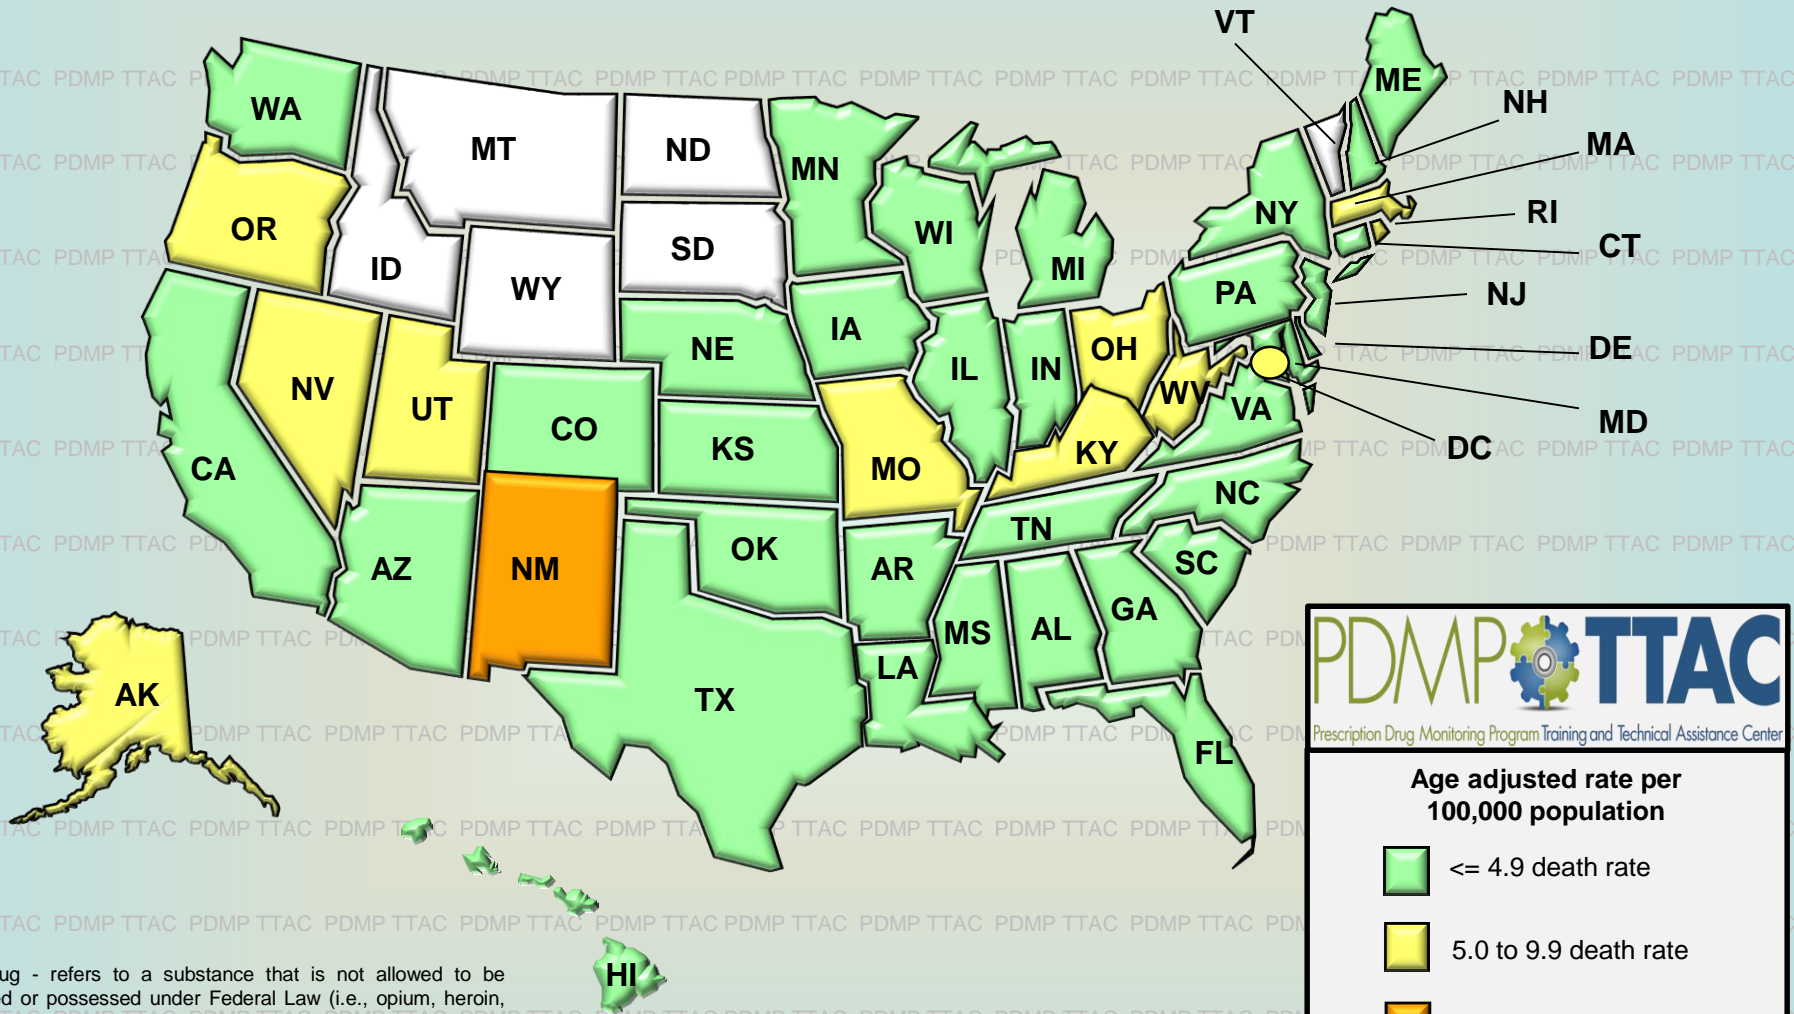 VT
ME
WA
NH
MT
ND
MN
MA
OR
NY
RI
WI
SD
CT
ID
MI
WY
PA
NJ
IA
NE
OH
DE
NV
IL
IN
UT
WV
VA
CO
MD
KS
KY
DC
CA
MO
NC
TN
OK
AZ
NM
AR
SC
GA
MS
AL
LA
AK
TX
FL
HI
PDMP TTAC
Prescription Drug Monitoring Program Training and Technical Assistance Center
Age adjusted rate per
100,000 population
<= 4.9 death rate
5.0 to 9.9 death rate
- refers to a substance that is not allowed to be
or possessed under Federal Law (i.e., opium, heroin,